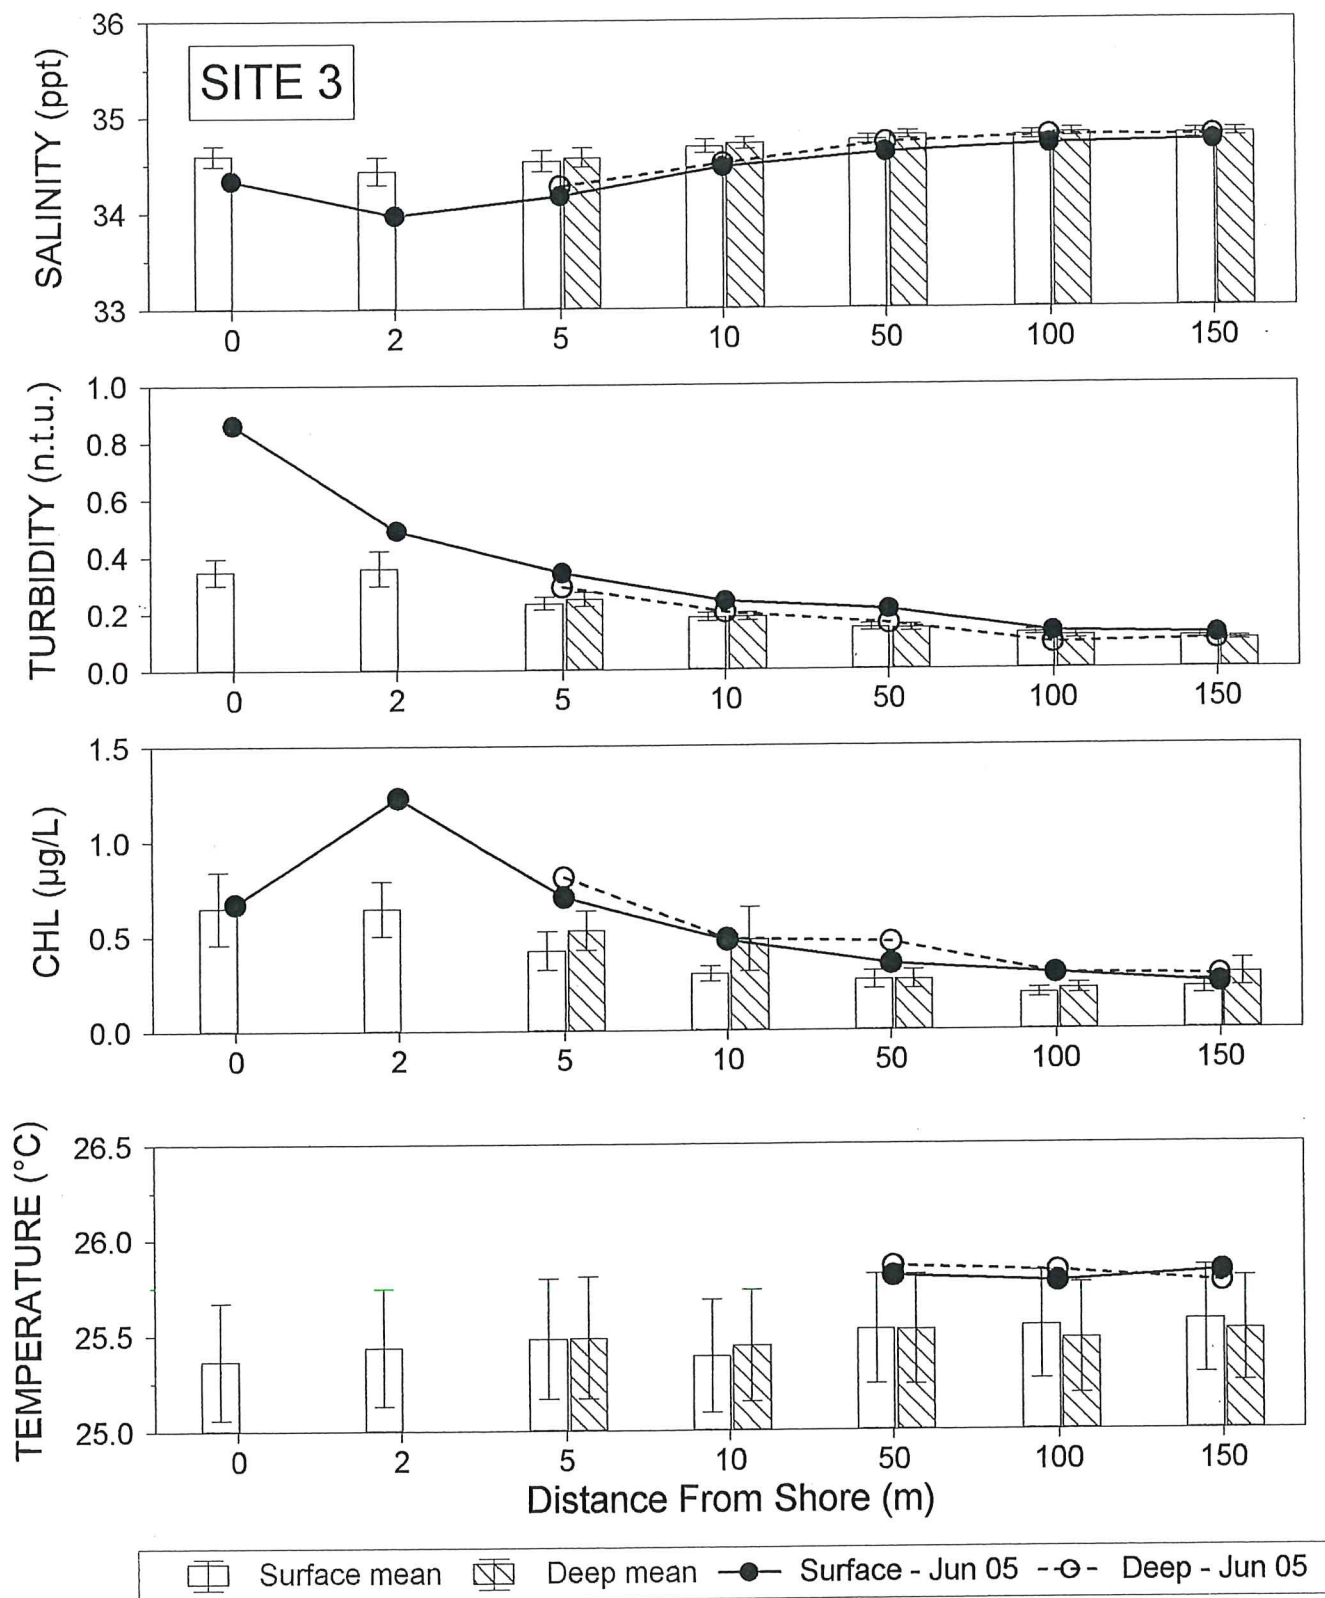 SITE 3
SALINITY (ppt)
36
35
34
33
0 2 5 10 50 100 150
TURBIDITY (n.t.u.)
1.0
0.8
0.6
0.4
0.2
0.0
0 2 5 10 50 100 150
CHL (µg/L)
1.5
1.0
0.5
0.0
0 2 5 10 50 100 150
TEMPERATURE (°C)
26.5
26.0
25.5
25.0
0 2 5 10 50 100 150
Distance From Shore (m)
Surface mean Deep mean Surface - Jun 05 Deep - Jun 05